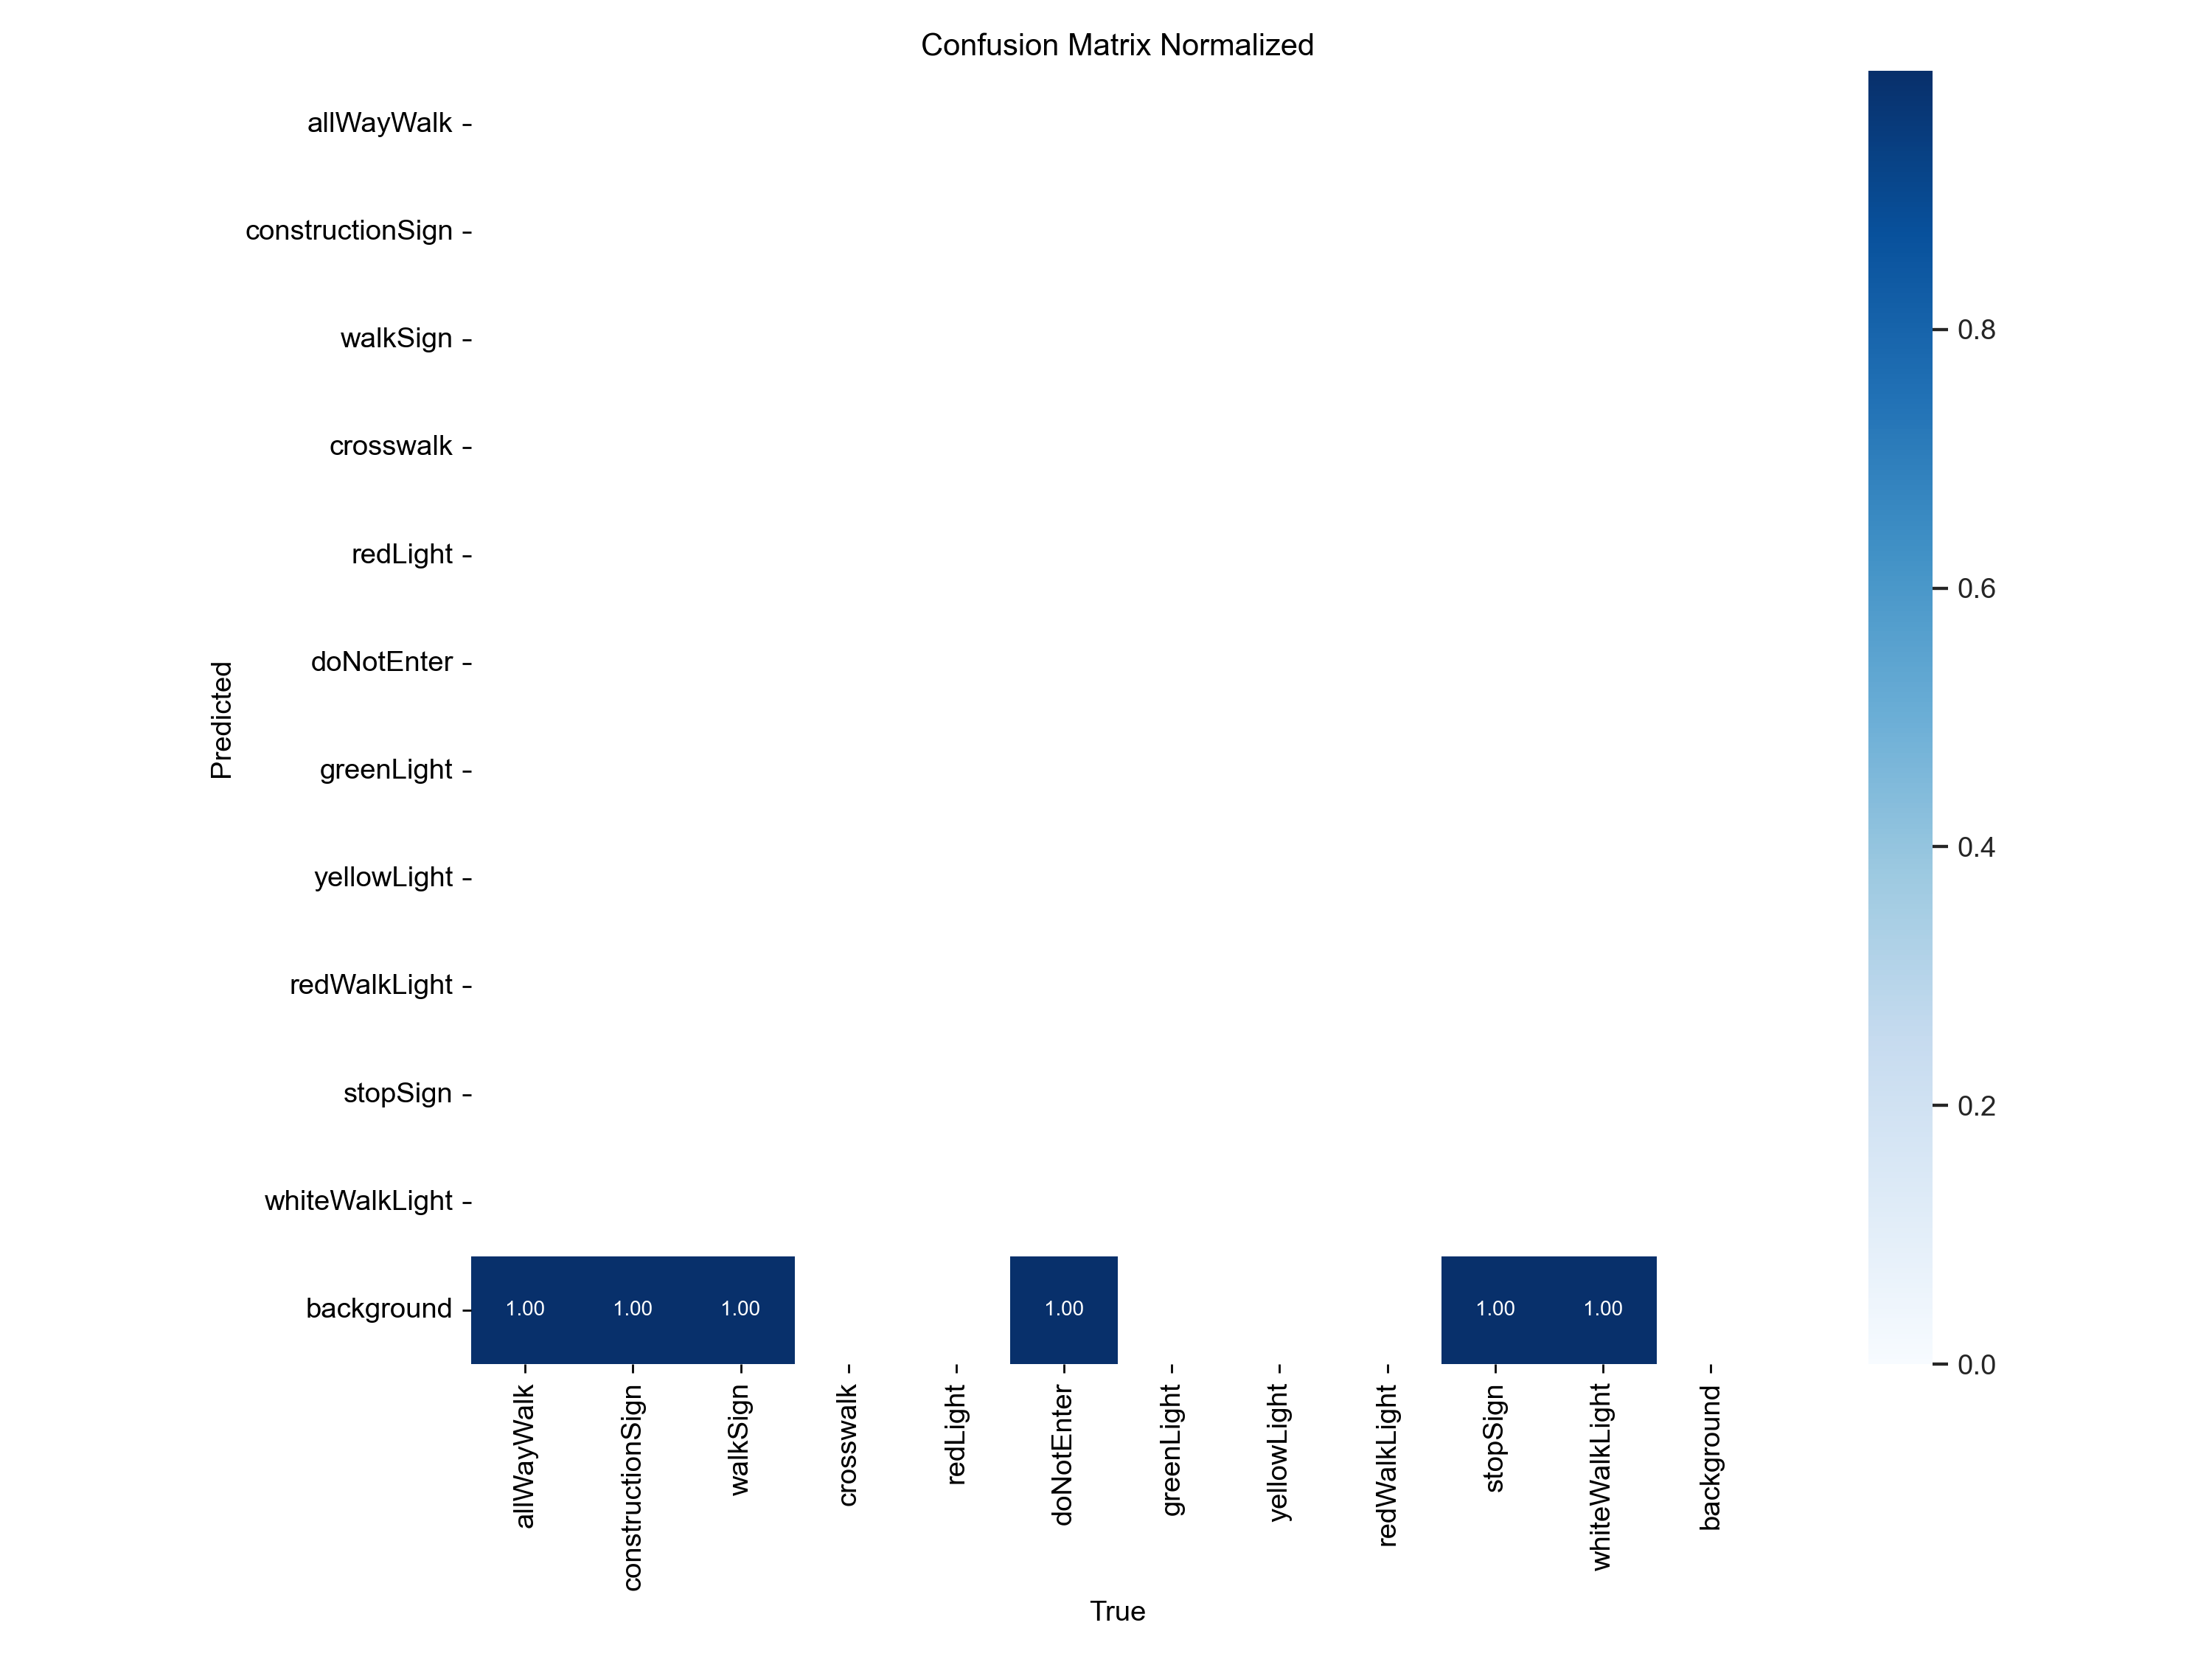 Confusion Matrix Normalized
Predicted
allWayWalk
constructionSign
walkSign
crosswalk
redLight
doNotEnter
greenLight
yellowLight
redWalkLight
stopSign
whiteWalkLight
background
1.00 1.00 1.00 1.00 1.00 1.00
allWayWalk
constructionSign
walkSign
crosswalk
redLight
doNotEnter
greenLight
yellowLight
redWalkLight
stopSign
whiteWalkLight
background
True
0.8
0.6
0.4
0.2
0.0